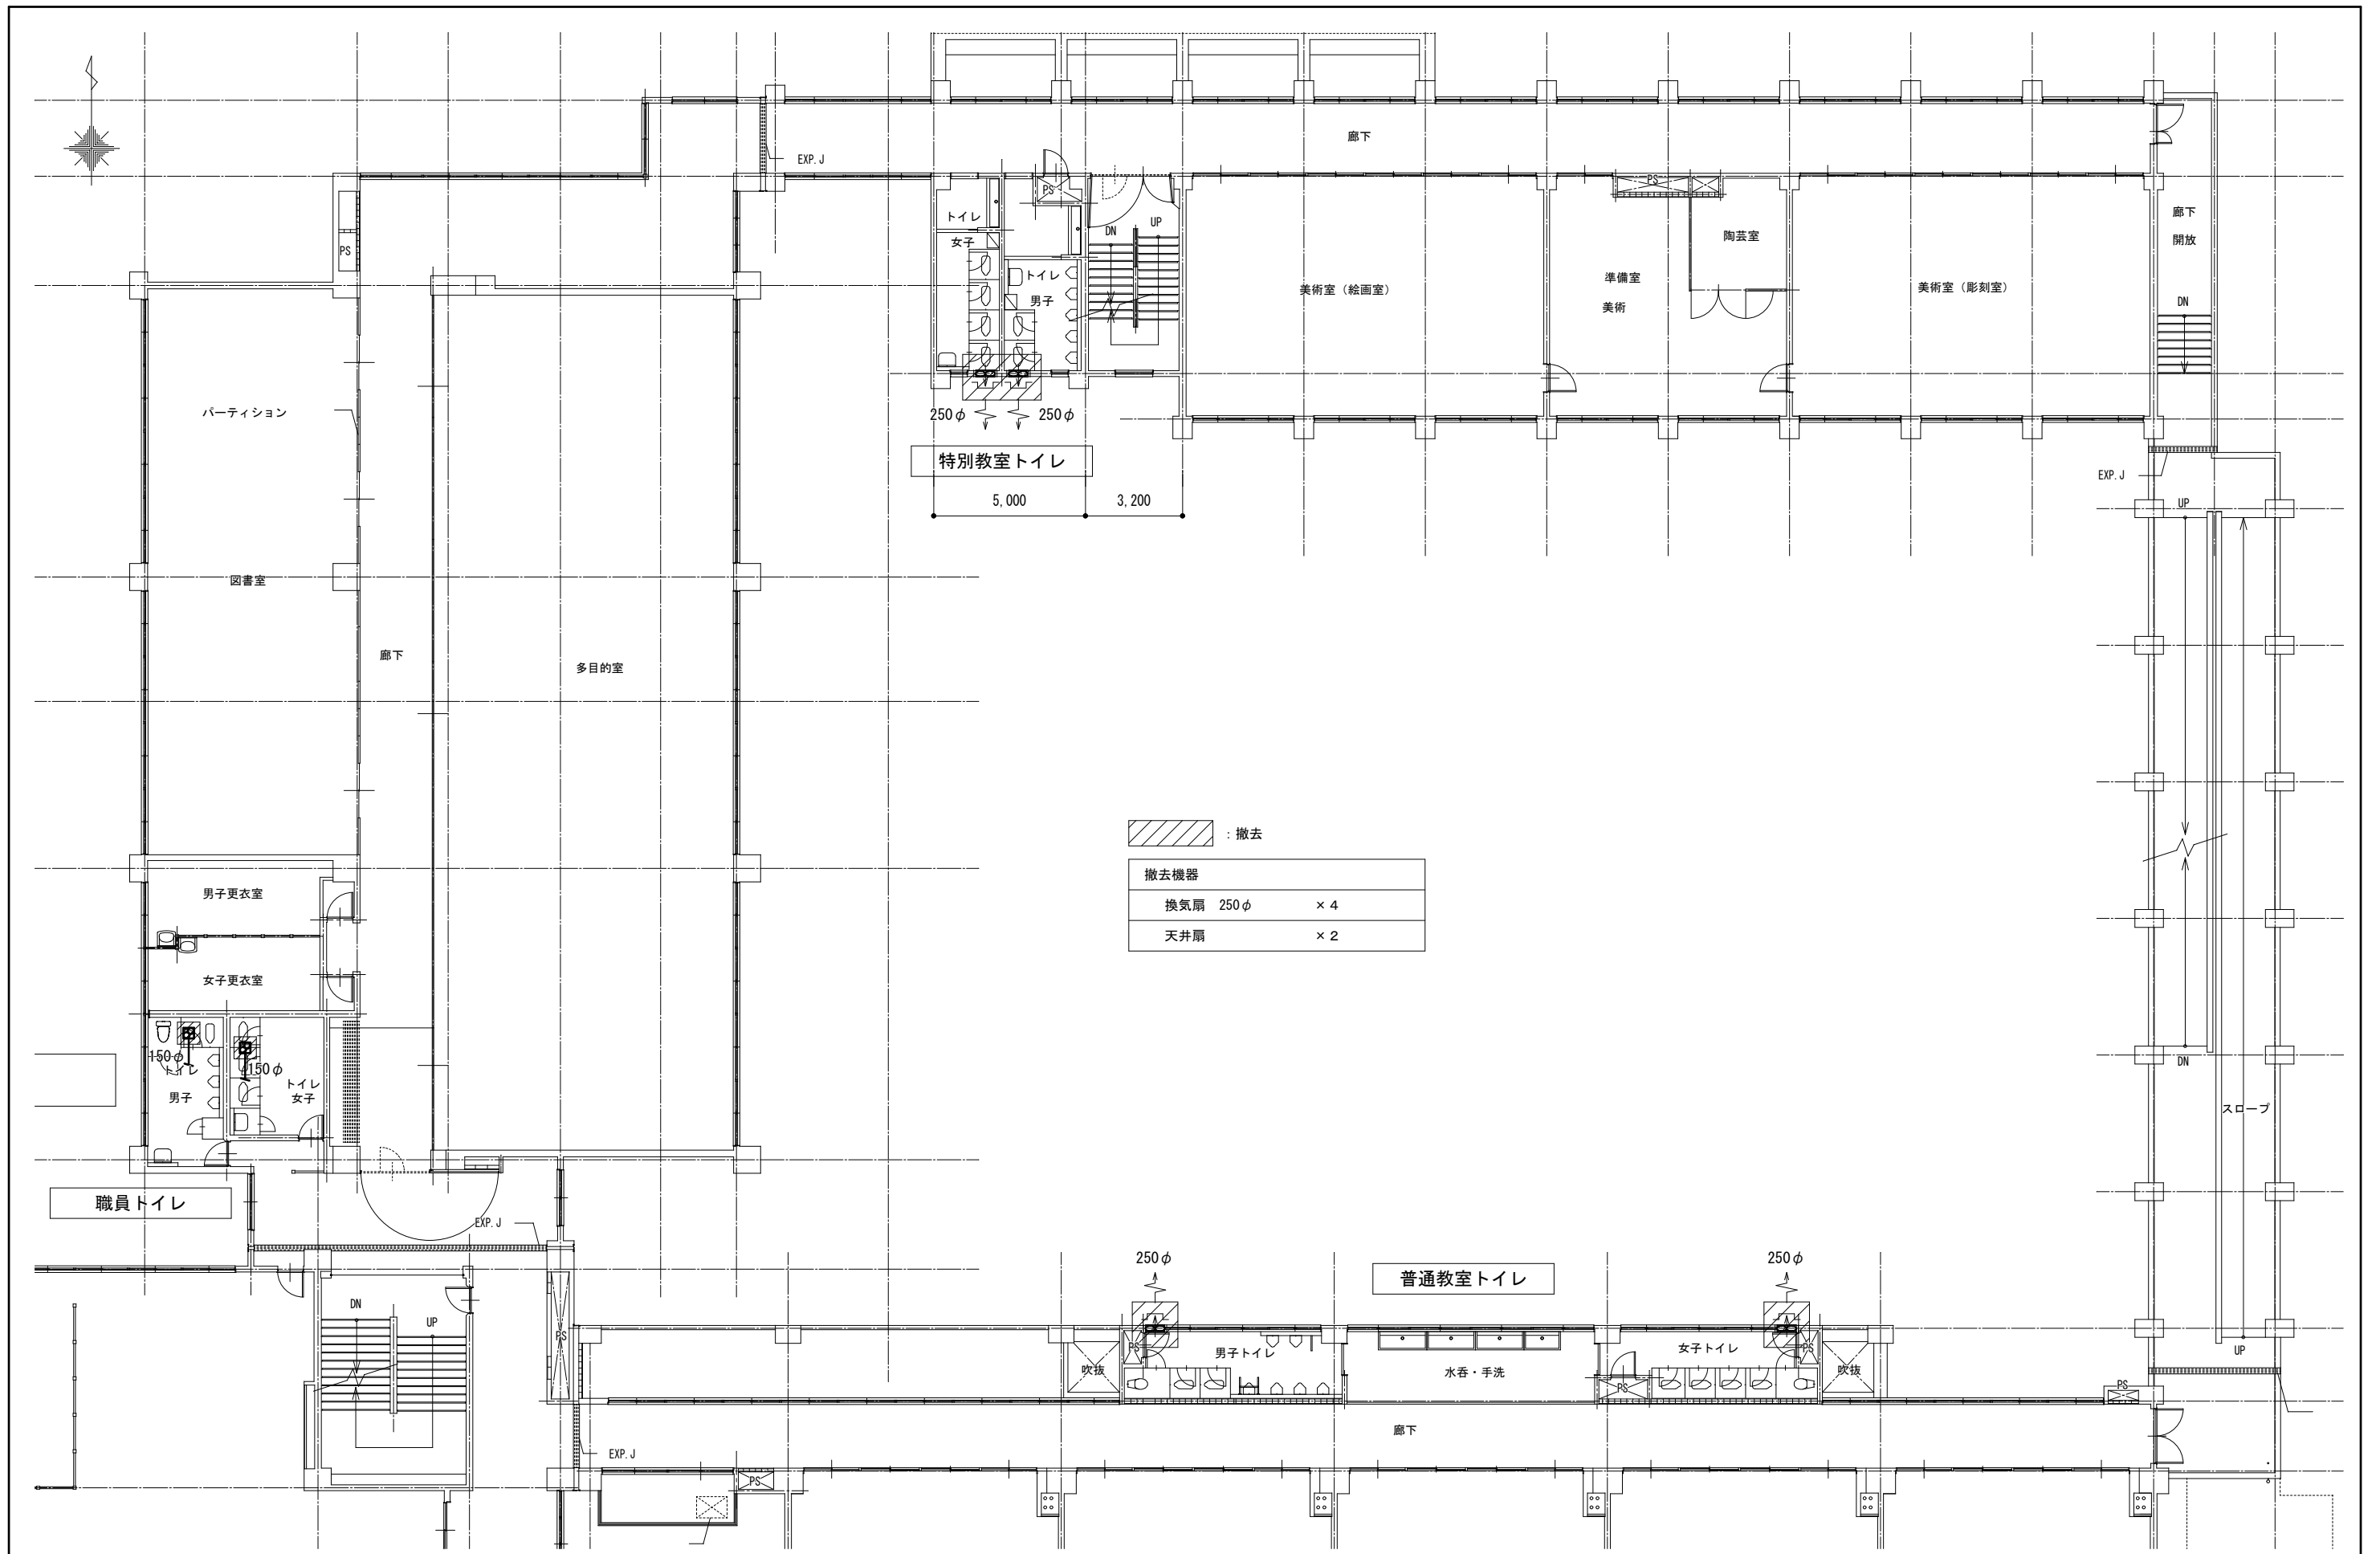 廊下
EXP. J
PS
PS
トイレ
女子
DN
UP
陶芸室
廊下
開放
PS
トイレ
男子
美術室（絵画室）
準備室
美術
美術室（彫刻室）
DN
パーティション
250φ
250φ
特別教室トイレ
5,000
3,200
EXP. J
UP
図書室
廊下
多目的室
：撤去
撤去機器
換気扇 250φ ×4
天井扇 ×2
男子更衣室
女子更衣室
150φ
トイレ
男子
150φ
トイレ
女子
DN
スロープ
職員トイレ
EXP. J
250φ
普通教室トイレ
250φ
DN
UP
PS
吹抜
PS
男子トイレ
水呑・手洗
PS
女子トイレ
PS
吹抜
UP
PS
廊下
EXP. J
PS